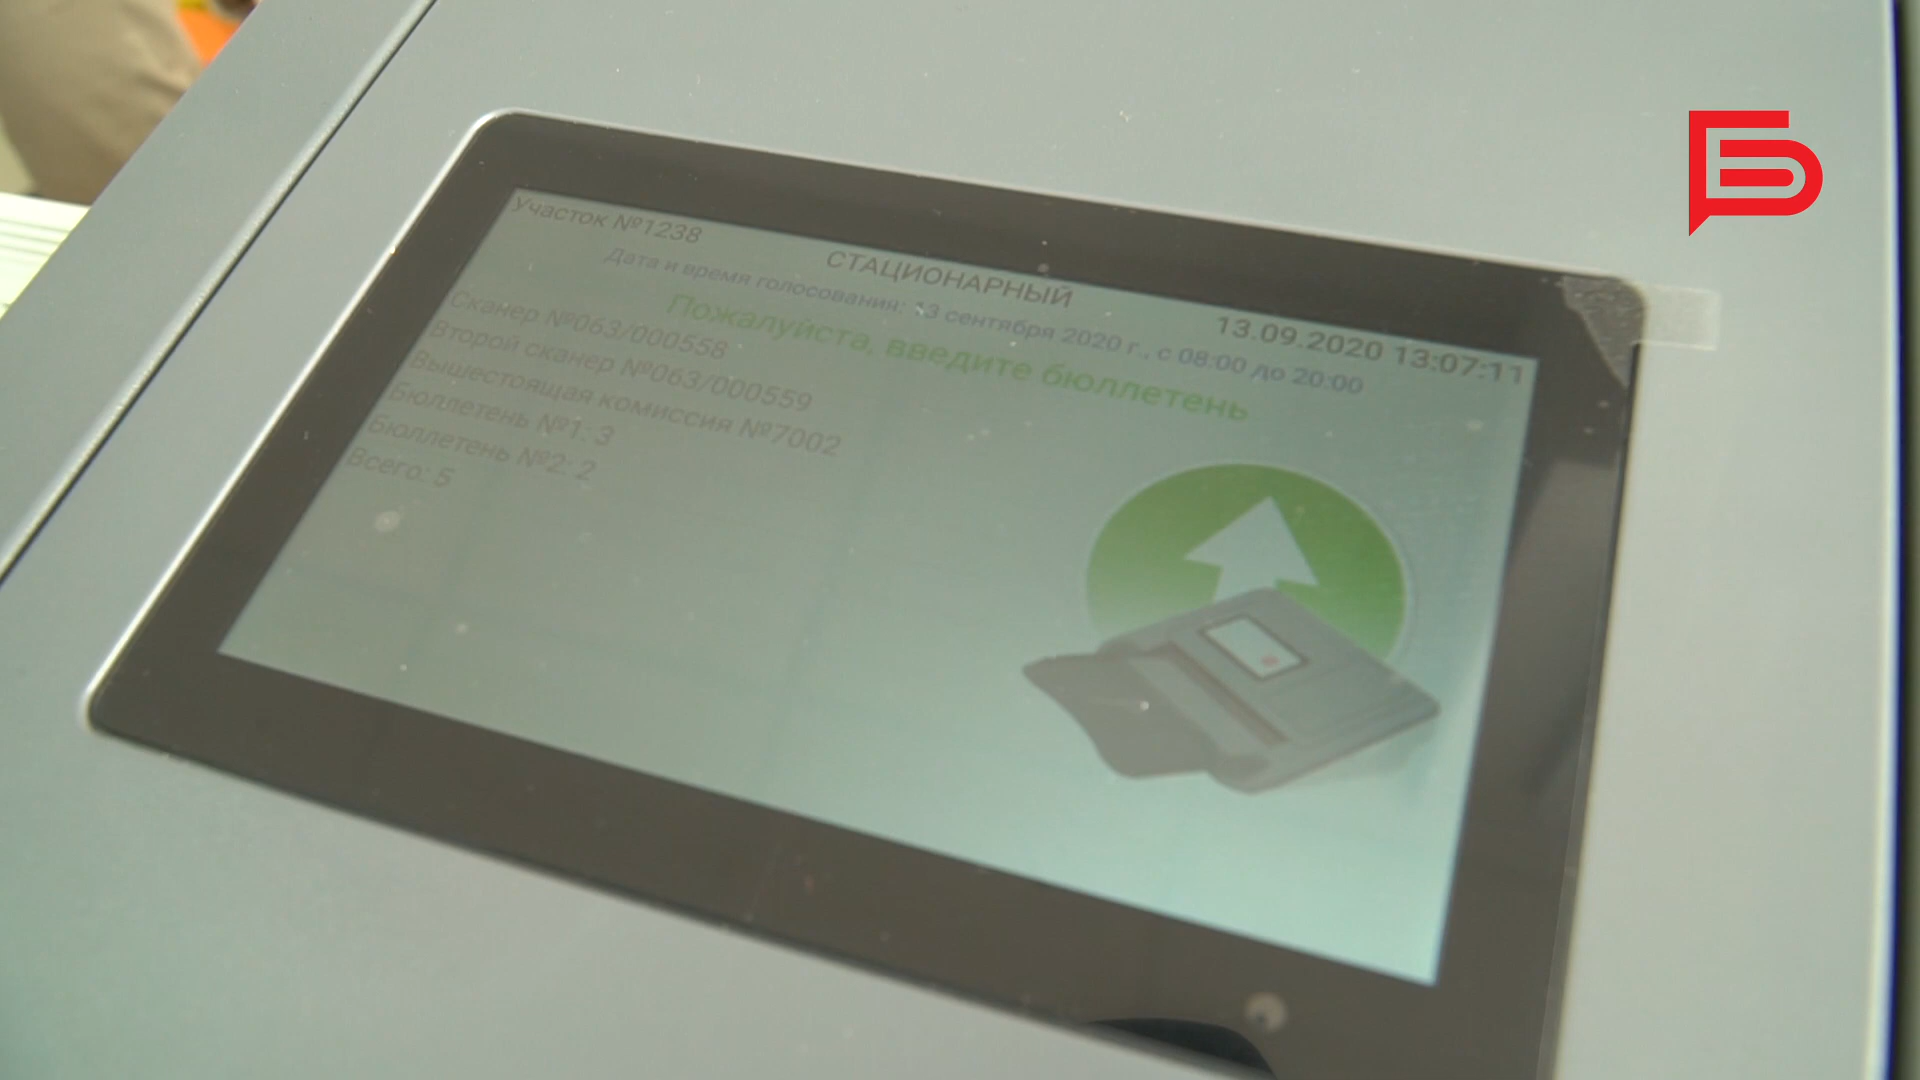 Участок №1238
СТАЦИОНАРНЫЙ
13.09.2020 13:07:11
Дата и время голосования: 13 сентября 2020 г., с 08:00 до 20:00
Пожалуйста, введите бюллетень
Сканер №063/000558
Второй сканер №063/000559
Вышестоящая комиссия №7002
Бюллетень №1: 3
Бюллетень №2: 2
Всего: 5